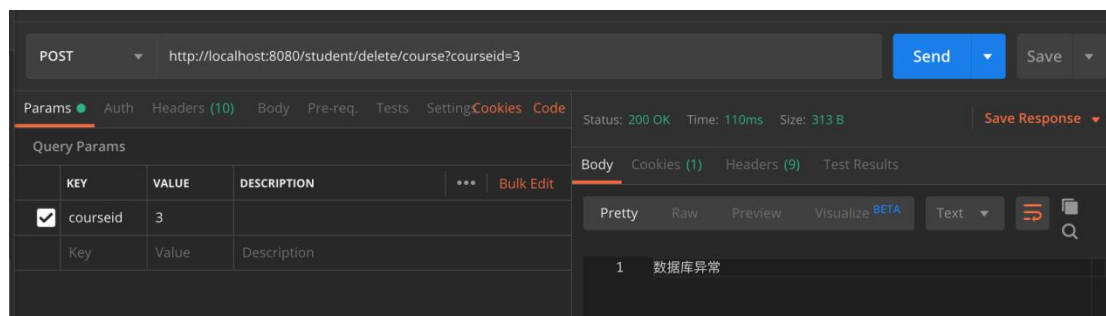 POST http://localhost:8080/student/delete/course?courseid=3 Send Save
Params Auth Headers (10) Body Pre-req. Tests Settings Cookies Code
Query Params
KEY VALUE DESCRIPTION ••• Bulk Edit
courseid 3
Key Value Description
Status: 200 OK Time: 110ms Size: 313 B Save Response
Body Cookies (1) Headers (9) Test Results
Pretty Raw Preview Visualize BETA Text
1 数据库异常